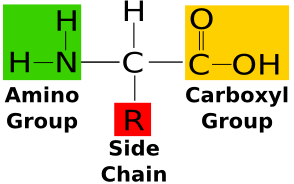 H H O
H N C C OH
R
Amino Carboxyl
Group Group
Side
Chain